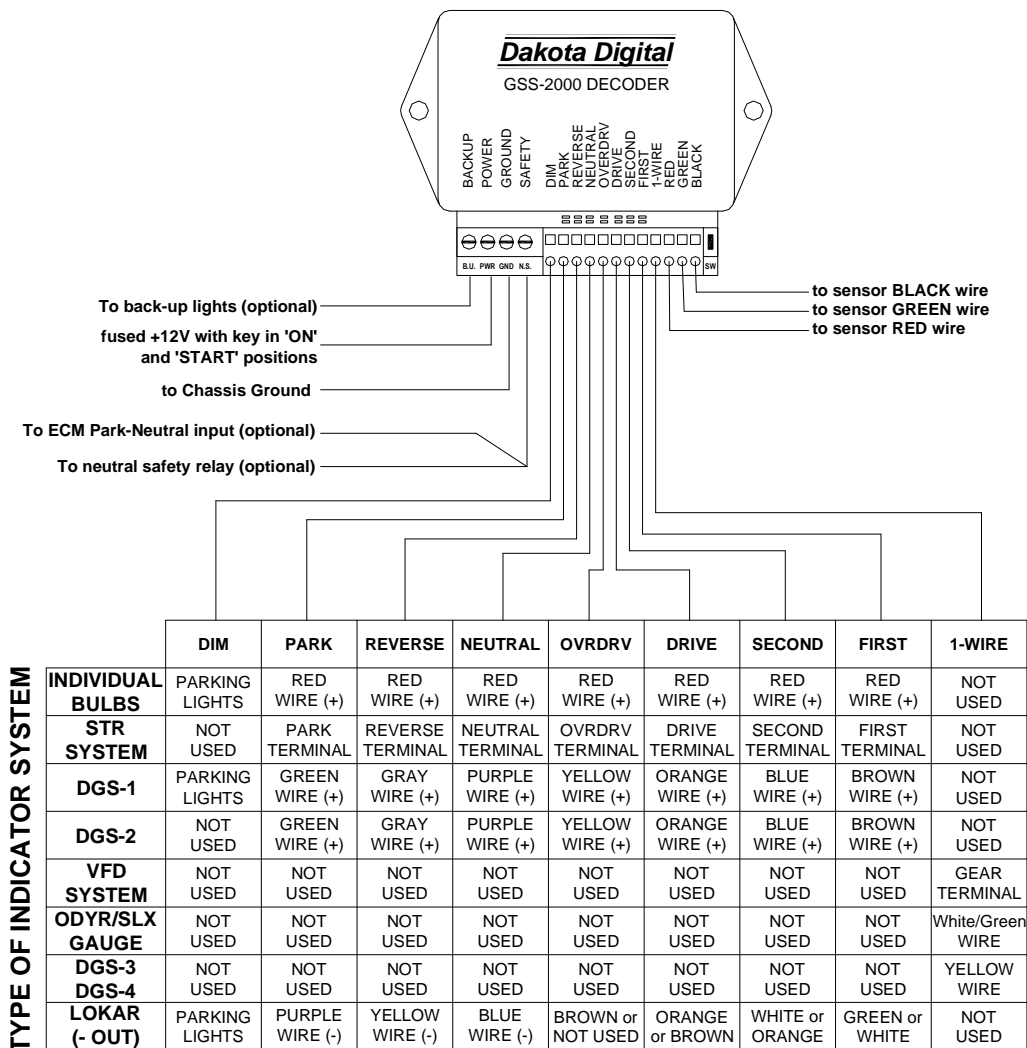 Dakota Digital
GSS-2000 DECODER
BACKUP
POWER
GROUND
SAFETY
DIM
PARK
REVERSE
NEUTRAL
OVERDRV
DRIVE
SECOND
FIRST
1-WIRE
RED
GREEN
BLACK
B.U. PWR GND N.S. SW
To back-up lights (optional)
fused +12V with key in 'ON'
and 'START' positions
to Chassis Ground
To ECM Park-Neutral input (optional)
To neutral safety relay (optional)
to sensor BLACK wire
to sensor GREEN wire
to sensor RED wire
TYPE OF INDICATOR SYSTEM
DIM PARK REVERSE NEUTRAL OVRDRV DRIVE SECOND FIRST 1-WIRE
INDIVIDUAL PARKING RED RED RED RED RED RED RED NOT
BULBS LIGHTS WIRE (+) WIRE (+) WIRE (+) WIRE (+) WIRE (+) WIRE (+) WIRE (+) USED
STR NOT PARK REVERSE NEUTRAL OVRDRV DRIVE SECOND FIRST NOT
SYSTEM USED TERMINAL TERMINAL TERMINAL TERMINAL TERMINAL TERMINAL TERMINAL USED
DGS-1 PARKING GREEN GRAY PURPLE YELLOW ORANGE BLUE BROWN NOT
LIGHTS WIRE (+) WIRE (+) WIRE (+) WIRE (+) WIRE (+) WIRE (+) WIRE (+) USED
DGS-2 NOT GREEN GRAY PURPLE YELLOW ORANGE BLUE BROWN NOT
USED WIRE (+) WIRE (+) WIRE (+) WIRE (+) WIRE (+) WIRE (+) WIRE (+) USED
VFD NOT NOT NOT NOT NOT NOT NOT NOT GEAR
SYSTEM USED USED USED USED USED USED USED USED TERMINAL
ODYR/SLX NOT NOT NOT NOT NOT NOT NOT NOT White/Green
GAUGE USED USED USED USED USED USED USED USED WIRE
DGS-3 NOT NOT NOT NOT NOT NOT NOT NOT YELLOW
DGS-4 USED USED USED USED USED USED USED USED WIRE
LOKAR PARKING PURPLE YELLOW BLUE BROWN or ORANGE WHITE or GREEN or NOT
(- OUT) LIGHTS WIRE (-) WIRE (-) WIRE (-) NOT USED or BROWN ORANGE WHITE USED